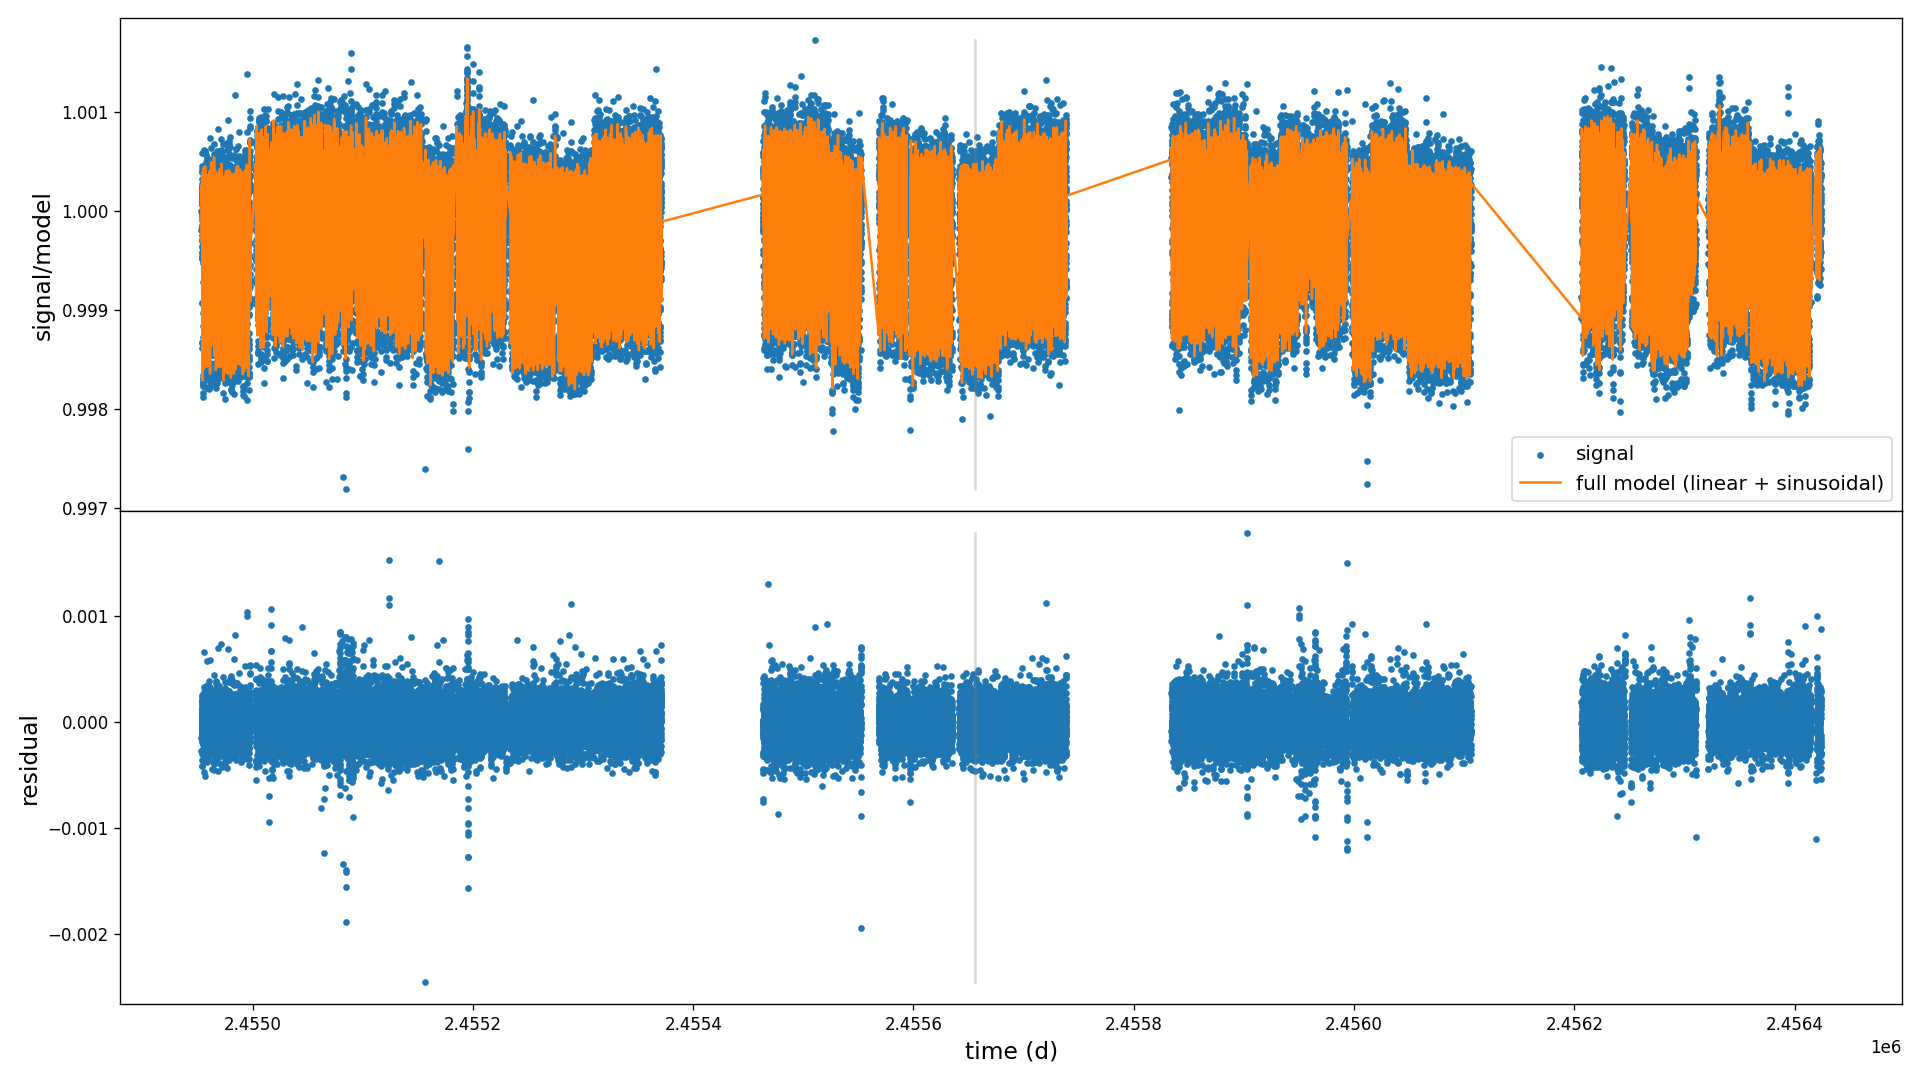 signal/model
1.001
1.000
0.999
0.998
0.997
signal
full model (linear + sinusoidal)
residual
0.001
0.000
−0.001
−0.002
2.4550
2.4552
2.4554
2.4556
2.4558
2.4560
2.4562
2.4564
1e6
time (d)